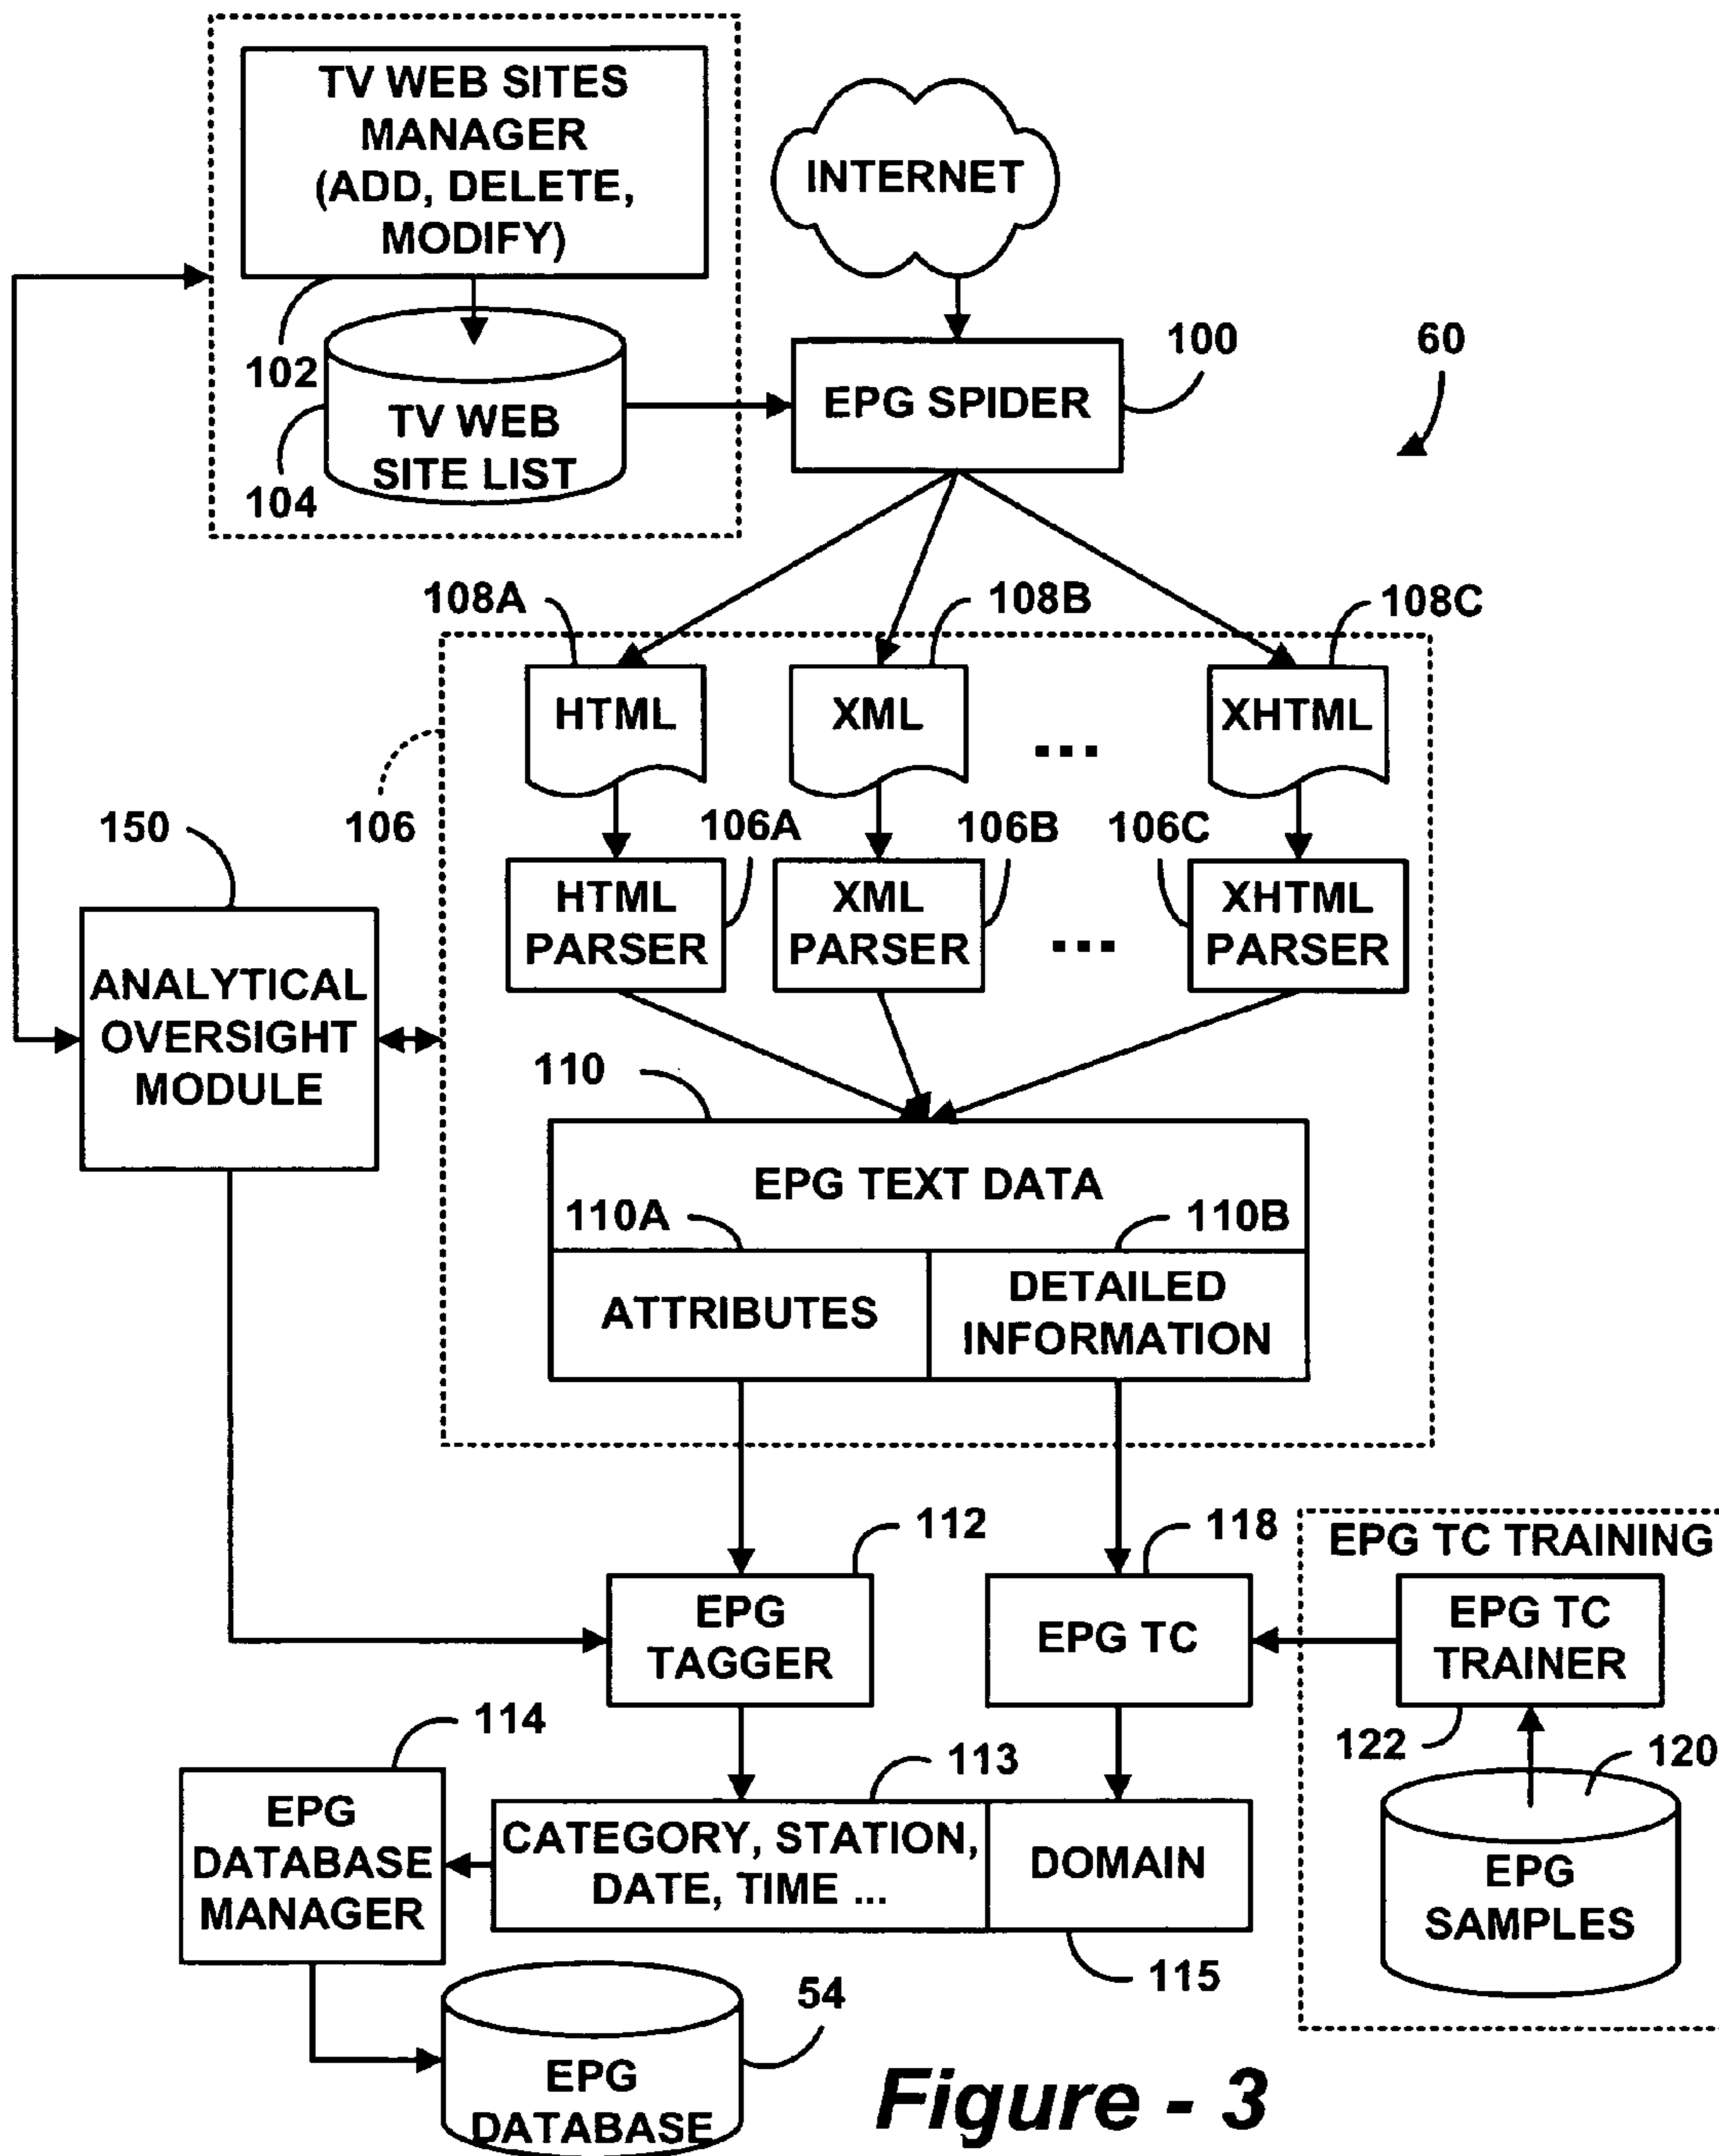 TV WEB SITES
MANAGER
(ADD, DELETE,
MODIFY)
INTERNET
102
104
TV WEB
SITE LIST
EPG SPIDER
100
60
108A
108B
108C
HTML
XML
...
XHTML
106
150
106A
106B
106C
HTML
PARSER
XML
PARSER
...
XHTML
PARSER
ANALYTICAL
OVERSIGHT
MODULE
110
EPG TEXT DATA
110A
110B
ATTRIBUTES
DETAILED
INFORMATION
112
118
EPG TC TRAINING
EPG
TAGGER
EPG TC
EPG TC
TRAINER
114
113
122
120
EPG
DATABASE
MANAGER
CATEGORY, STATION,
DATE, TIME ...
DOMAIN
EPG
SAMPLES
115
54
EPG
DATABASE
Figure - 3